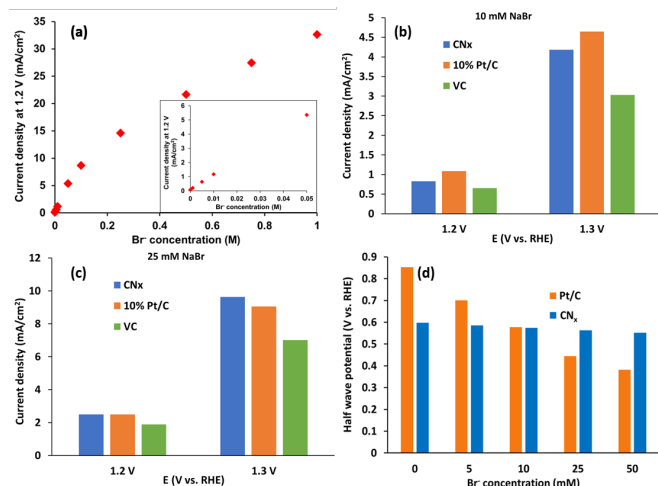 (a)
Current density at 1.2 V (mA/cm²)
35
30
25
20
15
10
5
0
0 0.2 0.4 0.6 0.8 1
Br⁻ concentration (M)
Current density at 1.2 V
(mA/cm²)
6
5
4
3
2
1
0
0 0.01 0.02 0.03 0.04 0.05
Br⁻ concentration (M)
(b)
10 mM NaBr
CNx
10% Pt/C
VC
Current density (mA/cm²)
5
4.5
4
3.5
3
2.5
2
1.5
1
0.5
0
1.2 V 1.3 V
E (V vs. RHE)
25 mM NaBr
(c)
CNx
10% Pt/C
VC
Current density (mA/cm²)
12
10
8
6
4
2
0
1.2 V 1.3 V
E (V vs. RHE)
(d)
Pt/C
CNₓ
Half wave potential (V vs. RHE)
0.9
0.8
0.7
0.6
0.5
0.4
0.3
0.2
0.1
0
0 5 10 25 50
Br⁻ concentration (mM)